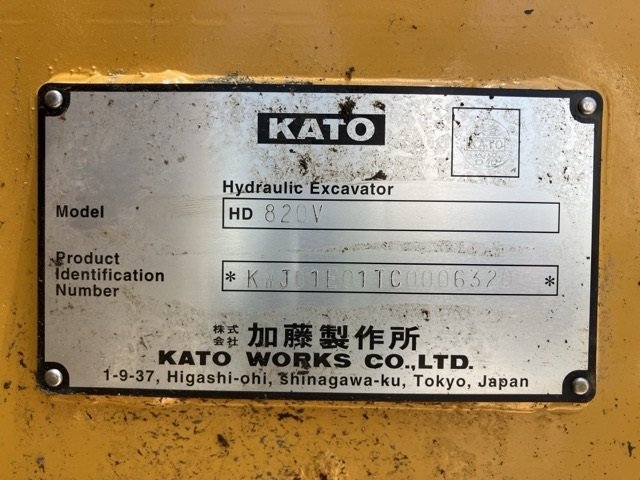 KATO
KATO
Hydraulic Excavator
Model HD 820V
Product
Identification
Number
株式会社 加藤製作所
KATO WORKS CO.,LTD.
1-9-37, Higashi-ohi, shinagawa-ku, Tokyo, Japan